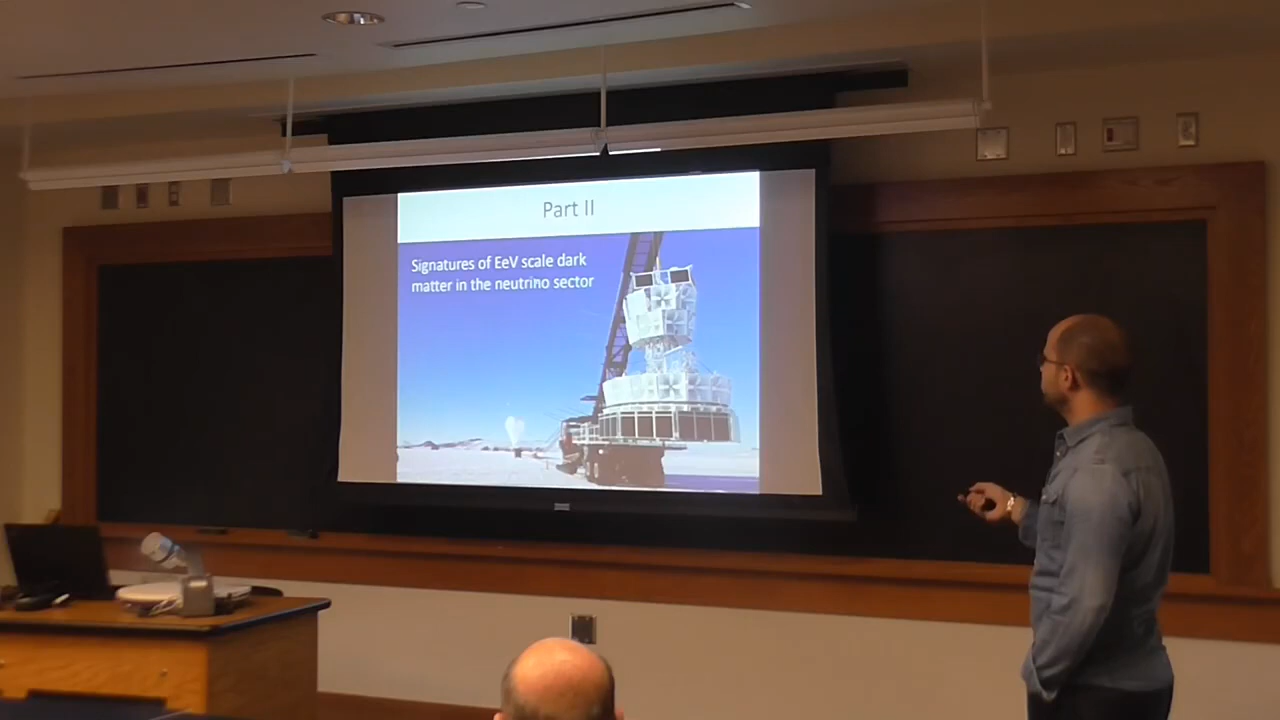 Part II
Signatures of EeV scale dark
matter in the neutrino sector